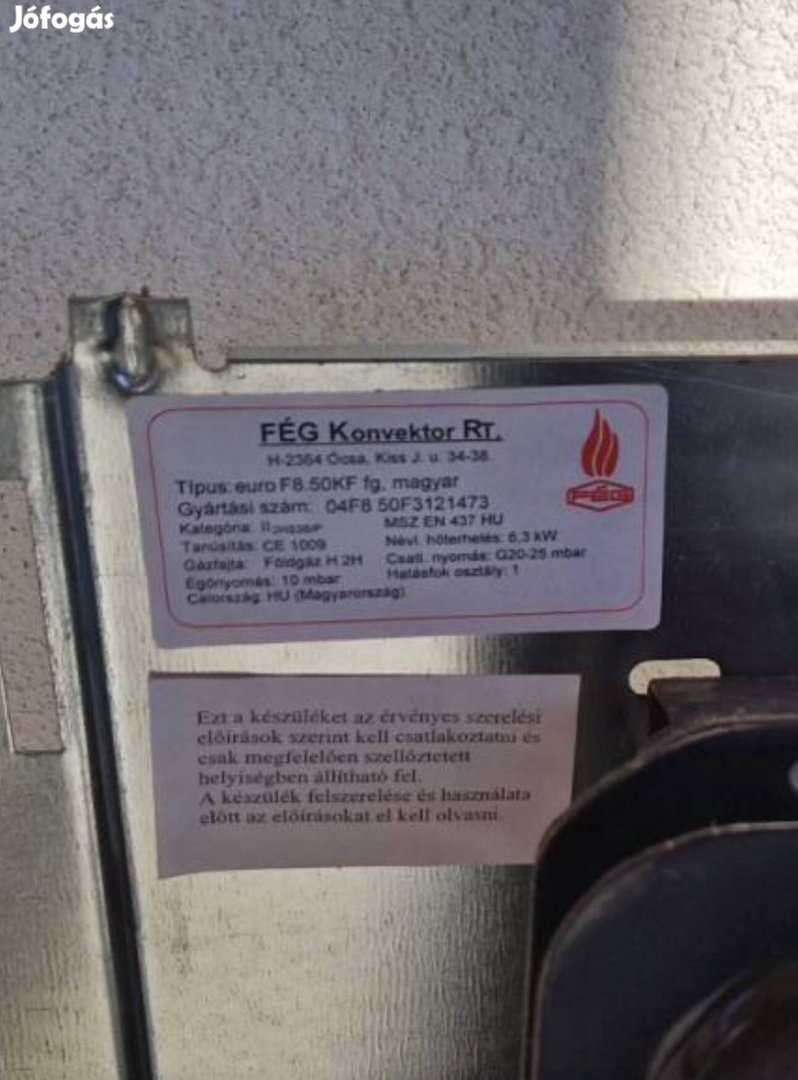 Jófogás
FÉG Konvektor RT.
H-2364 Ócsa, Kiss J. u. 34-38.
Típus: euro F8.50KF fg. magyar
Gyártási szám: 04F8 50F3121473
Kategória: II
MSZ EN 437 HU
Tanúsítás: CE 1009
Névl. hőterhelés: 6,3 kW
Gázfajta: Földgáz H 2H
Csatl. nyomás: G20-25 mbar
Égőnyomás: 10 mbar
Hatásfok osztály: 1
Célország: HU (Magyarország)
FÉG
Ezt a készüléket az érvényes szerelési
előírások szerint kell csatlakoztatni és
csak megfelelően szellőztetett
helyiségben állítható fel.
A készülék felszerelése és használata
előtt az előírásokat el kell olvasni.